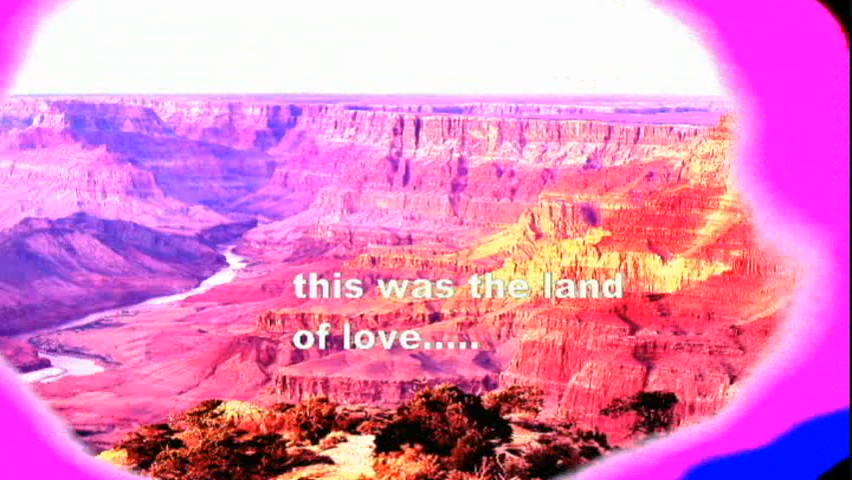 this was the land
of love.....